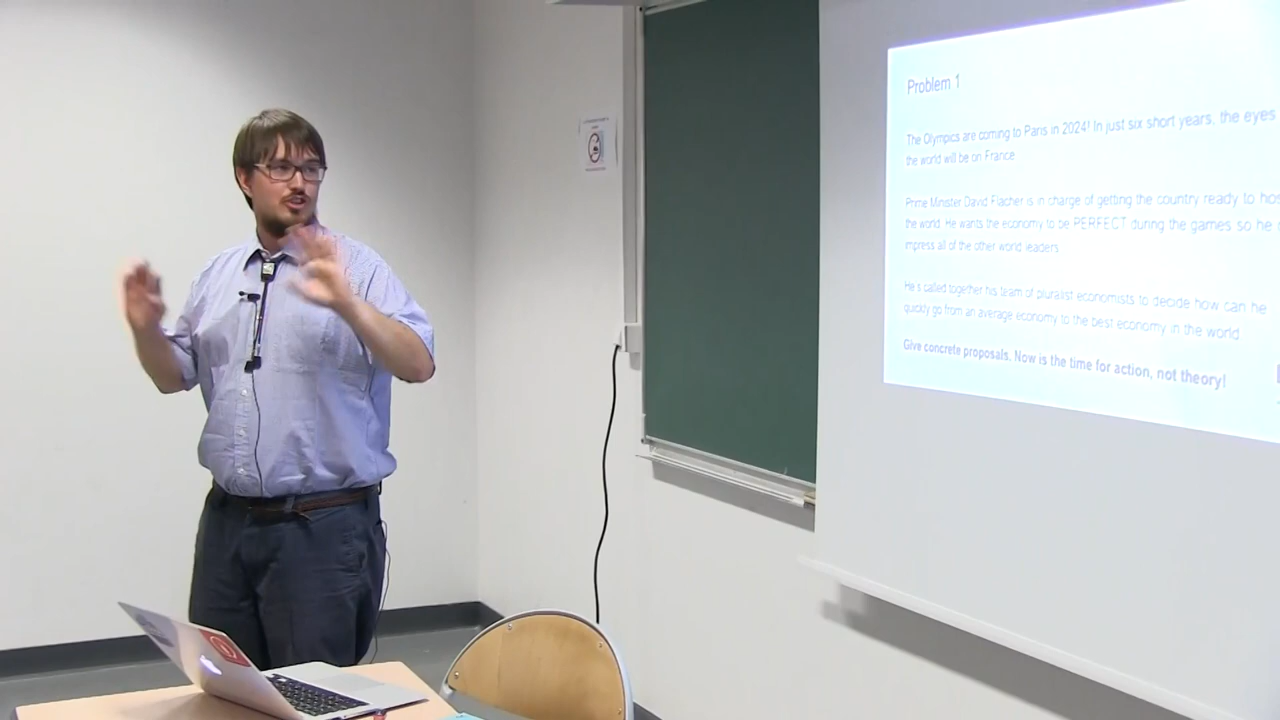 Problem 1
The Olympics are coming to Paris in 2024! In just six short years, the eyes
the world will be on France
Prime Minister David Flacher is in charge of getting the country ready to hos
the world. He wants the economy to be PERFECT during the games so he
impress all of the other world leaders
He's called together his team of pluralist economists to decide how can he
quickly go from an average economy to the best economy in the world
Give concrete proposals. Now is the time for action, not theory!